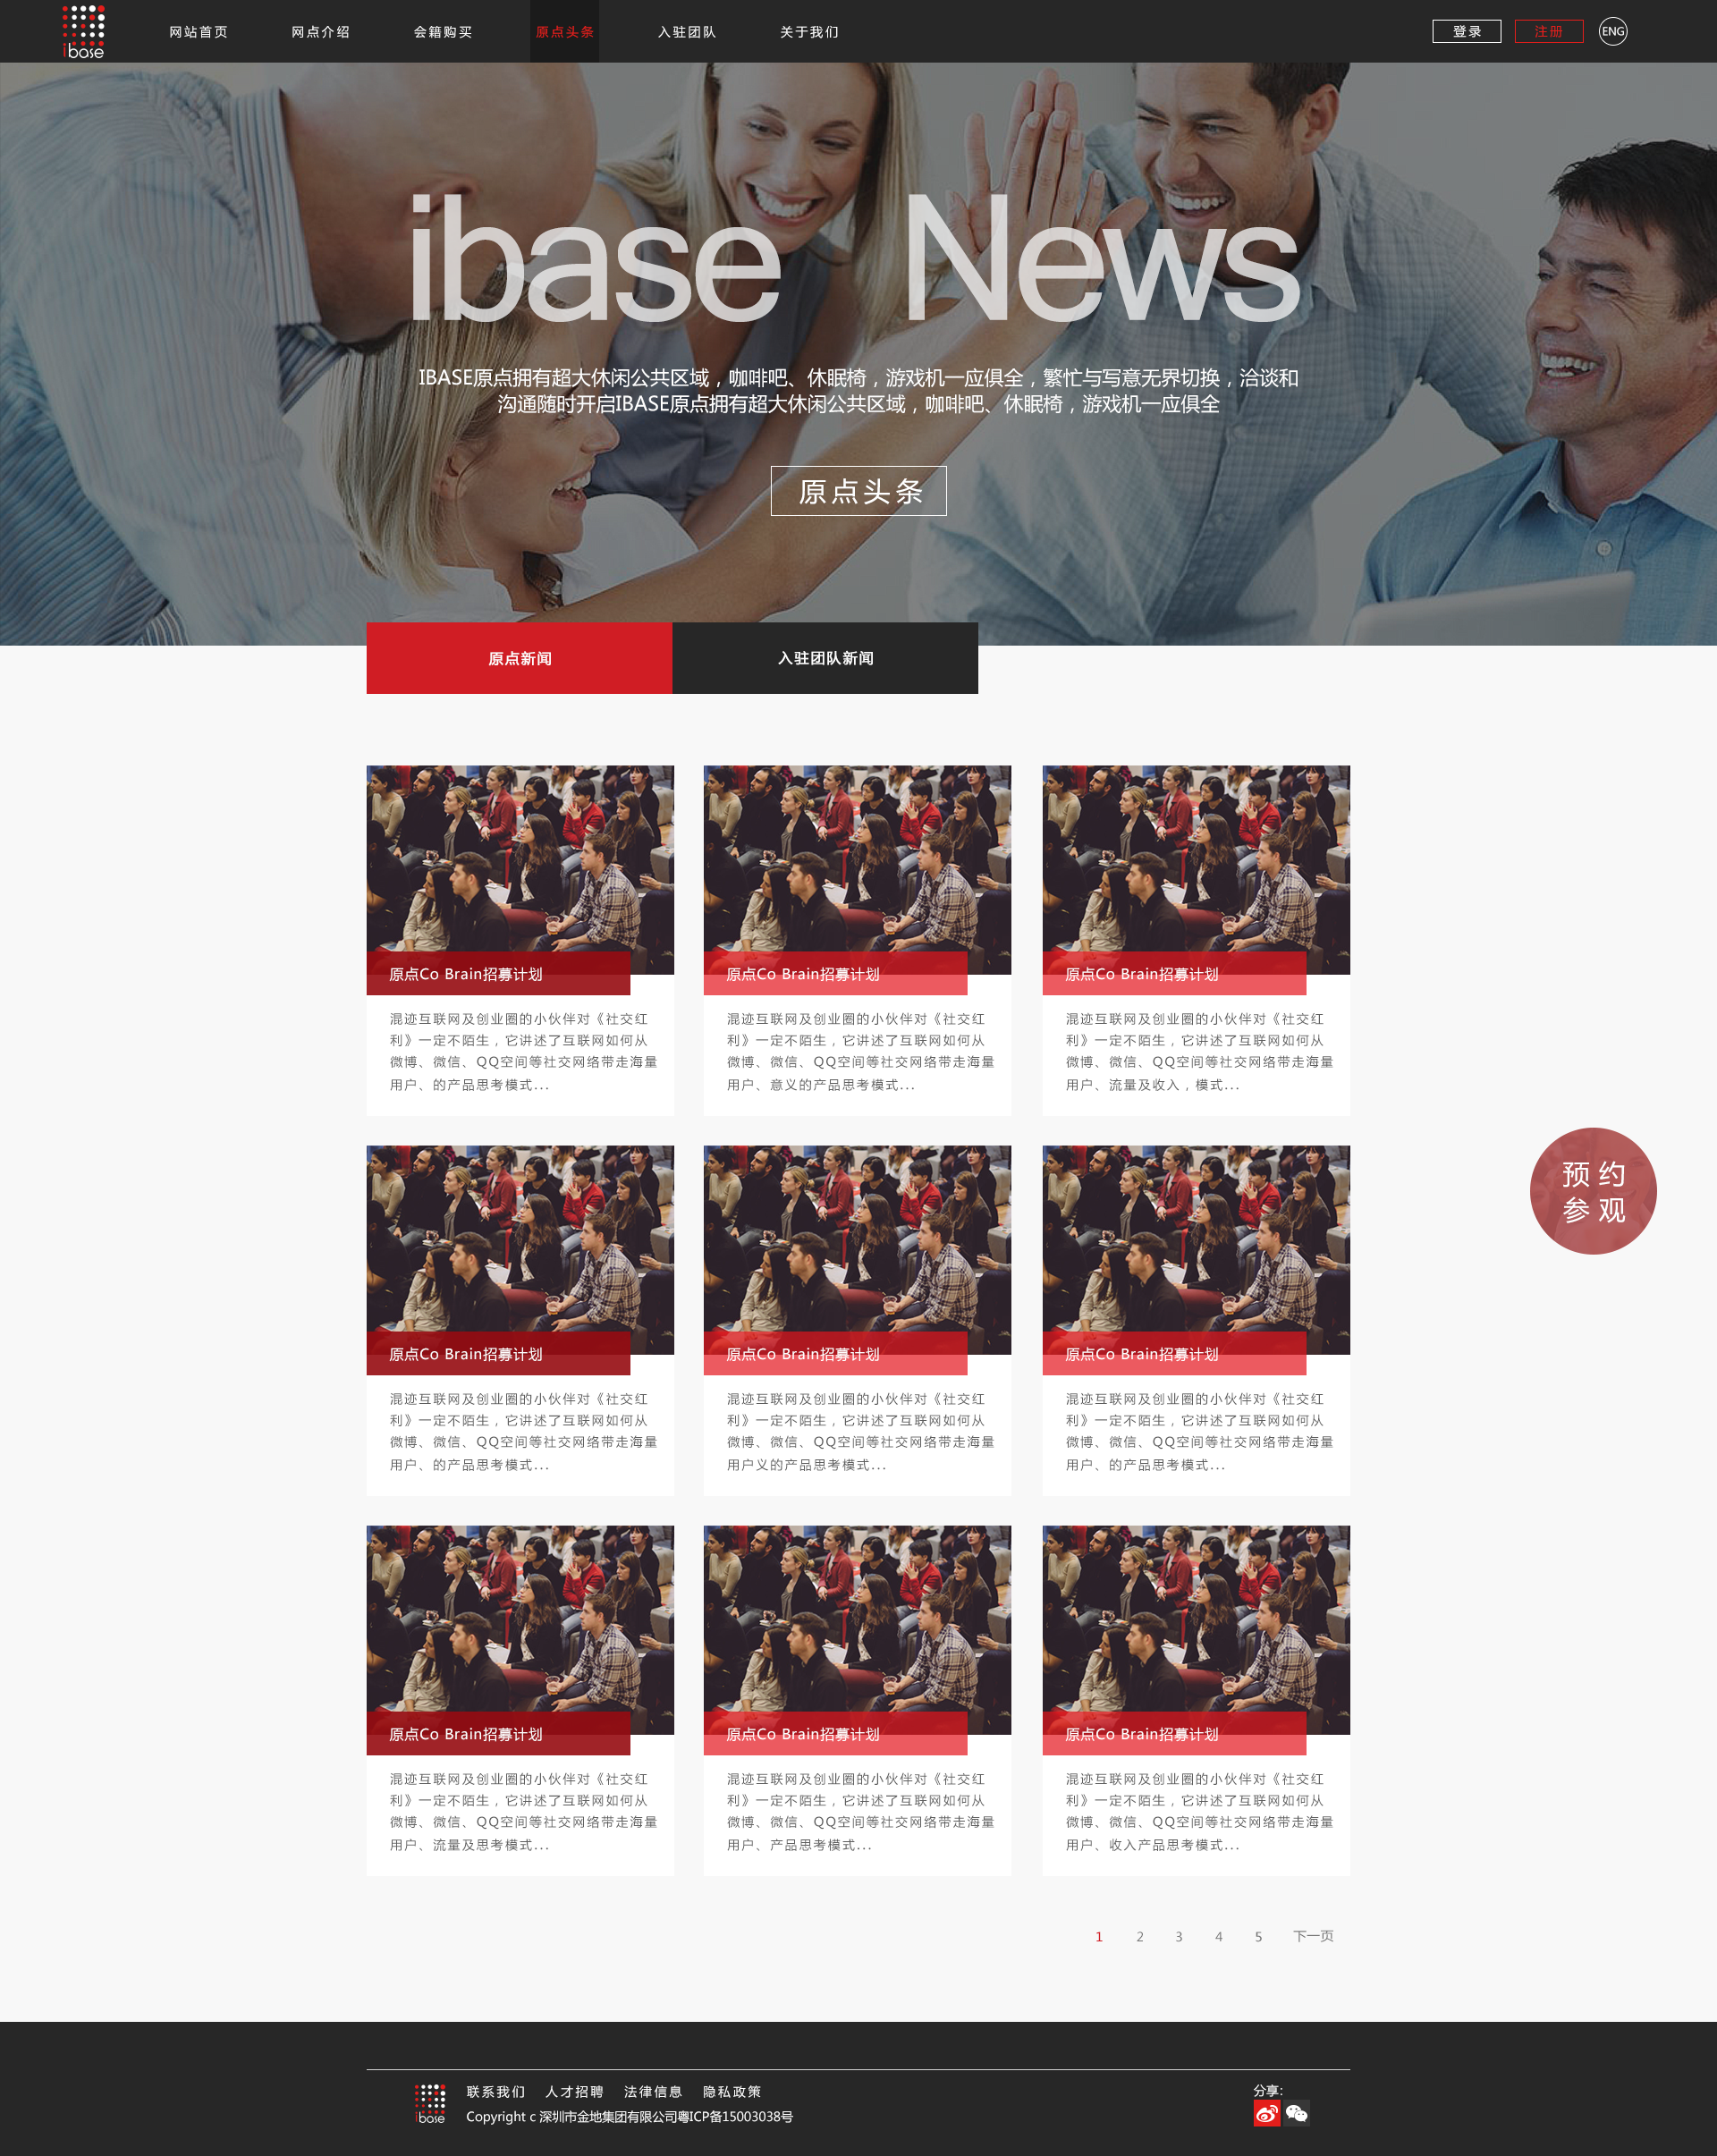 ibase
网站首页
网点介绍
会籍购买
原点头条
入驻团队
关于我们
登录
注册
ENG
ibase News
IBASE原点拥有超大休闲公共区域，咖啡吧、休眠椅，游戏机一应俱全，繁忙与写意无界切换，洽谈和
沟通随时开启IBASE原点拥有超大休闲公共区域，咖啡吧、休眠椅，游戏机一应俱全
原点头条
原点新闻
入驻团队新闻
原点Co Brain招募计划
混迹互联网及创业圈的小伙伴对《社交红
利》一定不陌生，它讲述了互联网如何从
微博、微信、QQ空间等社交网络带走海量
用户、的产品思考模式...
原点Co Brain招募计划
混迹互联网及创业圈的小伙伴对《社交红
利》一定不陌生，它讲述了互联网如何从
微博、微信、QQ空间等社交网络带走海量
用户、意义的产品思考模式...
原点Co Brain招募计划
混迹互联网及创业圈的小伙伴对《社交红
利》一定不陌生，它讲述了互联网如何从
微博、微信、QQ空间等社交网络带走海量
用户、流量及收入，模式...
预约
参观
原点Co Brain招募计划
混迹互联网及创业圈的小伙伴对《社交红
利》一定不陌生，它讲述了互联网如何从
微博、微信、QQ空间等社交网络带走海量
用户、的产品思考模式...
原点Co Brain招募计划
混迹互联网及创业圈的小伙伴对《社交红
利》一定不陌生，它讲述了互联网如何从
微博、微信、QQ空间等社交网络带走海量
用户义的产品思考模式...
原点Co Brain招募计划
混迹互联网及创业圈的小伙伴对《社交红
利》一定不陌生，它讲述了互联网如何从
微博、微信、QQ空间等社交网络带走海量
用户、的产品思考模式...
原点Co Brain招募计划
混迹互联网及创业圈的小伙伴对《社交红
利》一定不陌生，它讲述了互联网如何从
微博、微信、QQ空间等社交网络带走海量
用户、流量及思考模式...
原点Co Brain招募计划
混迹互联网及创业圈的小伙伴对《社交红
利》一定不陌生，它讲述了互联网如何从
微博、微信、QQ空间等社交网络带走海量
用户、产品思考模式...
原点Co Brain招募计划
混迹互联网及创业圈的小伙伴对《社交红
利》一定不陌生，它讲述了互联网如何从
微博、微信、QQ空间等社交网络带走海量
用户、收入产品思考模式...
1 2 3 4 5 下一页
ibase
联系我们 人才招聘 法律信息 隐私政策
Copyright c 深圳市金地集团有限公司粤ICP备15003038号
分享: